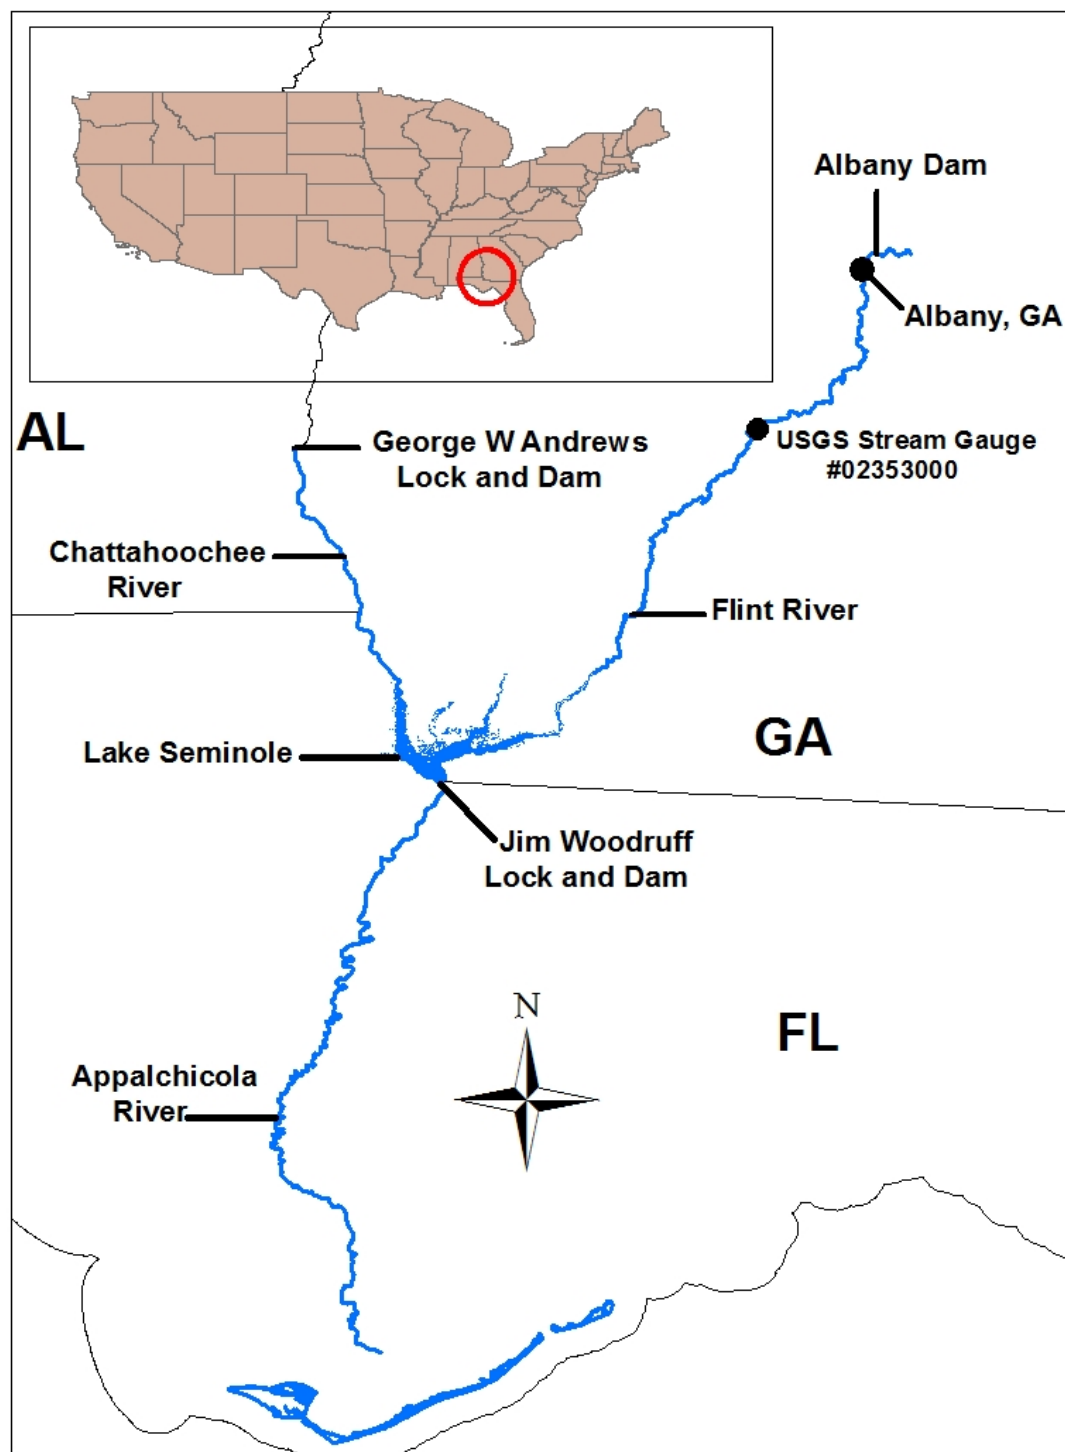 Albany Dam
Albany, GA
AL
George W Andrews
Lock and Dam
USGS Stream Gauge
#02353000
Chattahoochee
River
Flint River
GA
Lake Seminole
Jim Woodruff
Lock and Dam
N
FL
Appalchicola
River